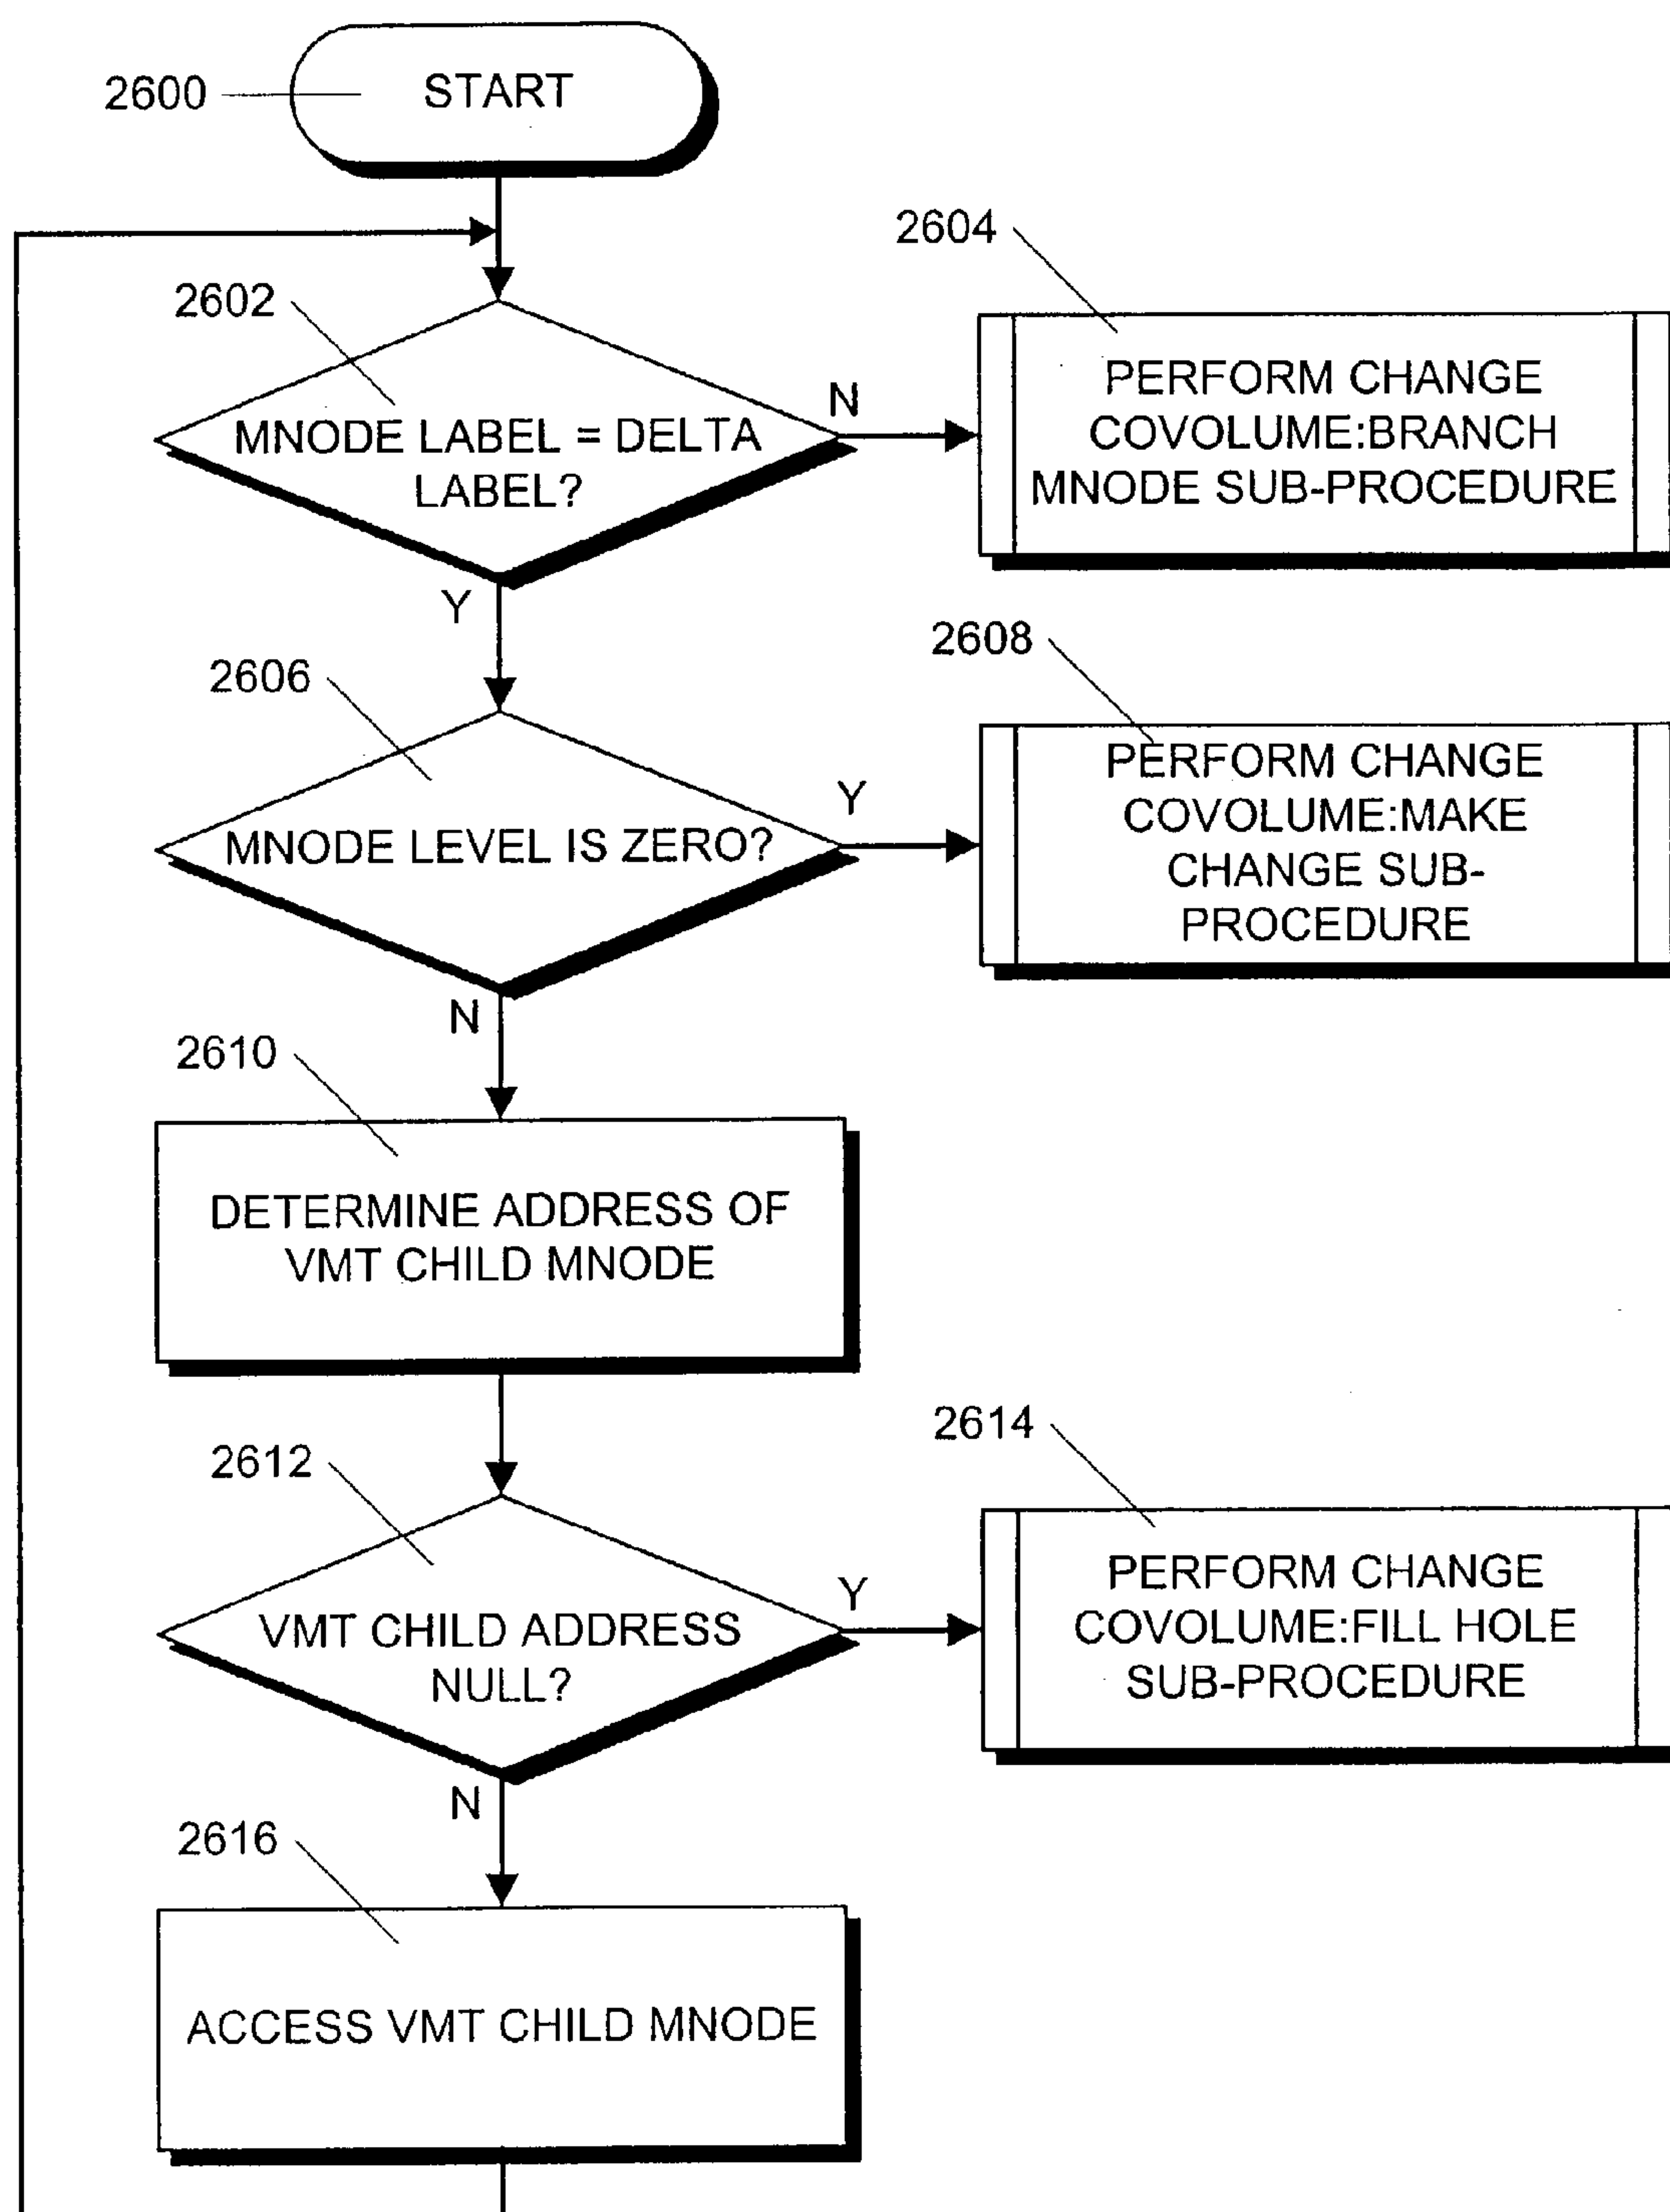 2600
START
2604
2602
MNODE LABEL = DELTA
LABEL?
N
PERFORM CHANGE
COVOLUME:BRANCH
MNODE SUB-PROCEDURE
Y
2608
2606
MNODE LEVEL IS ZERO?
Y
PERFORM CHANGE
COVOLUME:MAKE
CHANGE SUB-
PROCEDURE
N
2610
DETERMINE ADDRESS OF
VMT CHILD MNODE
2614
2612
VMT CHILD ADDRESS
NULL?
Y
PERFORM CHANGE
COVOLUME:FILL HOLE
SUB-PROCEDURE
N
2616
ACCESS VMT CHILD MNODE